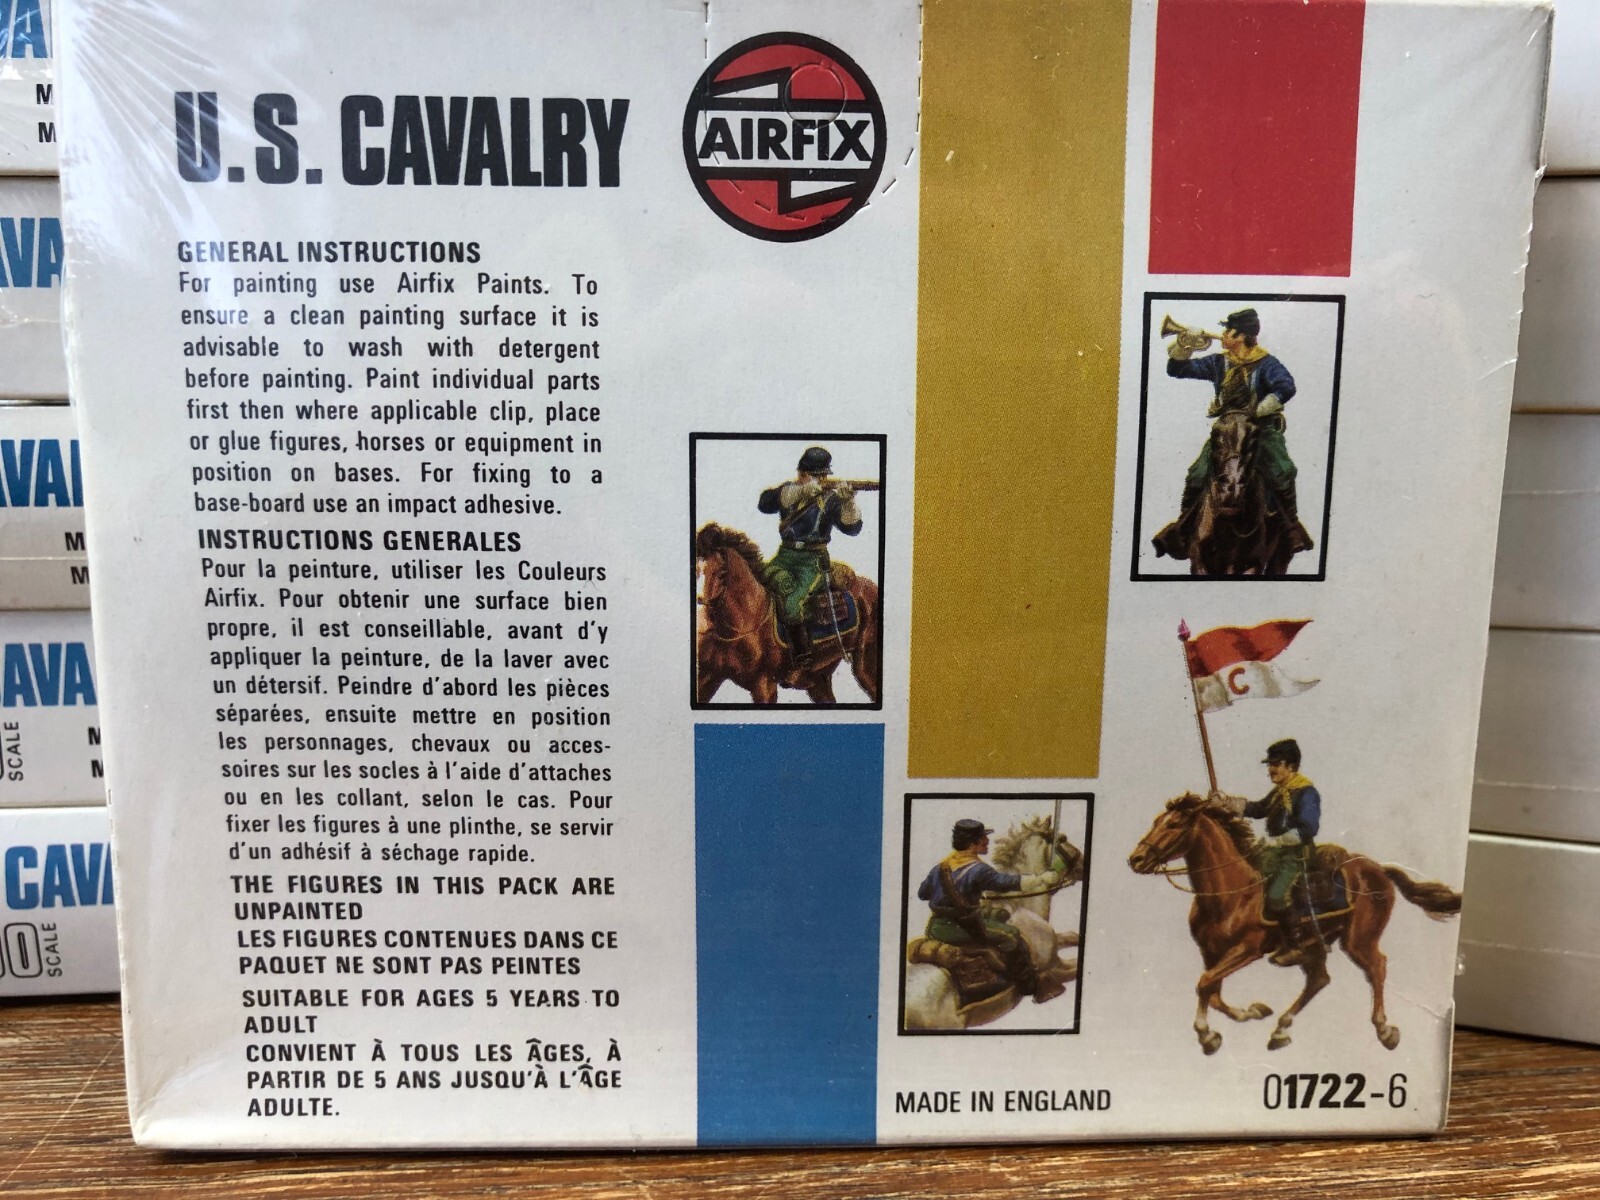 U.S. CAVALRY
AIRFIX
GENERAL INSTRUCTIONS
For painting use Airfix Paints. To
ensure a clean painting surface it is
advisable to wash with detergent
before painting. Paint individual parts
first then where applicable clip, place
or glue figures, horses or equipment in
position on bases. For fixing to a
base-board use an impact adhesive.
INSTRUCTIONS GENERALES
Pour la peinture, utiliser les Couleurs
Airfix. Pour obtenir une surface bien
propre, il est conseillable, avant d'y
appliquer la peinture, de la laver avec
un détersif. Peindre d'abord les pièces
séparées, ensuite mettre en position
les personnages, chevaux ou acces-
soires sur les socles à l'aide d'attaches
ou en les collant, selon le cas. Pour
fixer les figures à une plinthe, se servir
d'un adhésif à séchage rapide.
THE FIGURES IN THIS PACK ARE
UNPAINTED
LES FIGURES CONTENUES DANS CE
PAQUET NE SONT PAS PEINTES
SUITABLE FOR AGES 5 YEARS TO
ADULT
CONVIENT À TOUS LES ÂGES, À
PARTIR DE 5 ANS JUSQU'À L'ÂGE
ADULTE.
C
MADE IN ENGLAND
01722-6
SCALE
SCALE